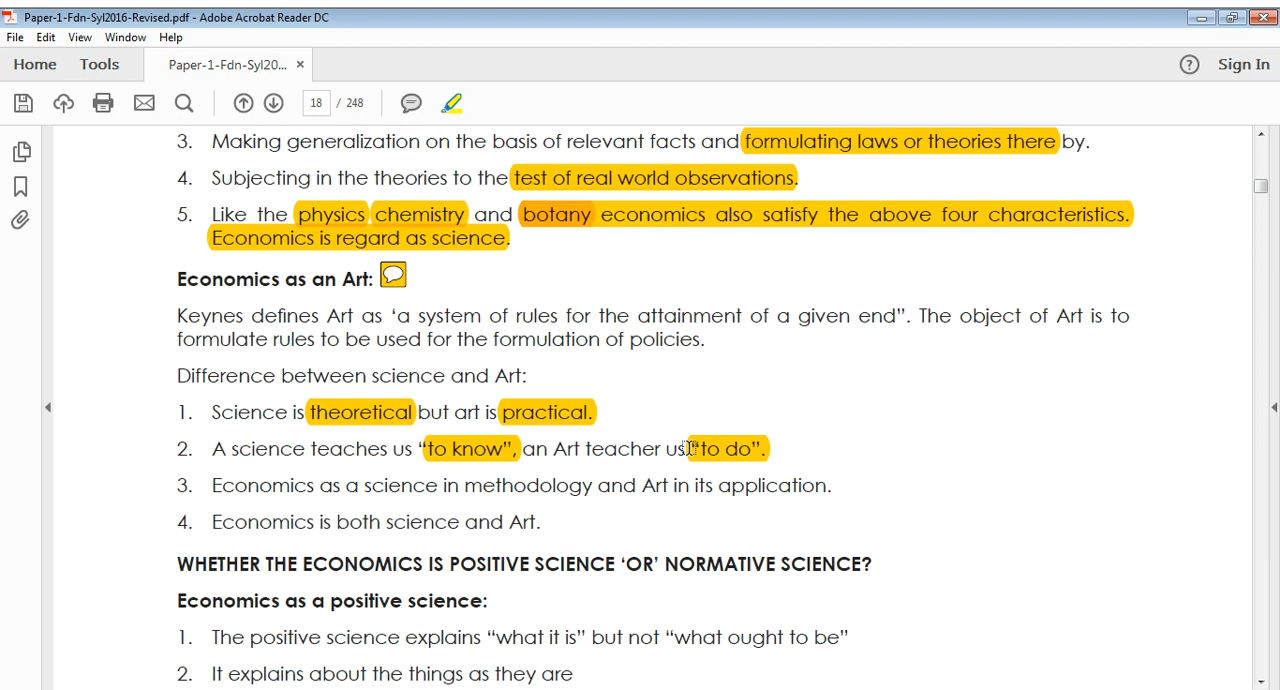 Paper-1-Fdn-Syl2016-Revised.pdf - Adobe Acrobat Reader DC
File Edit View Window Help
Home Tools Paper-1-Fdn-Syl20... × ? Sign In
18 / 248
3. Making generalization on the basis of relevant facts and formulating laws or theories there by.
4. Subjecting in the theories to the test of real world observations.
5. Like the physics chemistry and botany economics also satisfy the above four characteristics.
Economics is regard as science.
Economics as an Art:
Keynes defines Art as ‘a system of rules for the attainment of a given end”. The object of Art is to
formulate rules to be used for the formulation of policies.
Difference between science and Art:
1. Science is theoretical but art is practical.
2. A science teaches us “to know”, an Art teacher us “to do”.
3. Economics as a science in methodology and Art in its application.
4. Economics is both science and Art.
WHETHER THE ECONOMICS IS POSITIVE SCIENCE ‘OR’ NORMATIVE SCIENCE?
Economics as a positive science:
1. The positive science explains “what it is” but not “what ought to be”
2. It explains about the things as they are